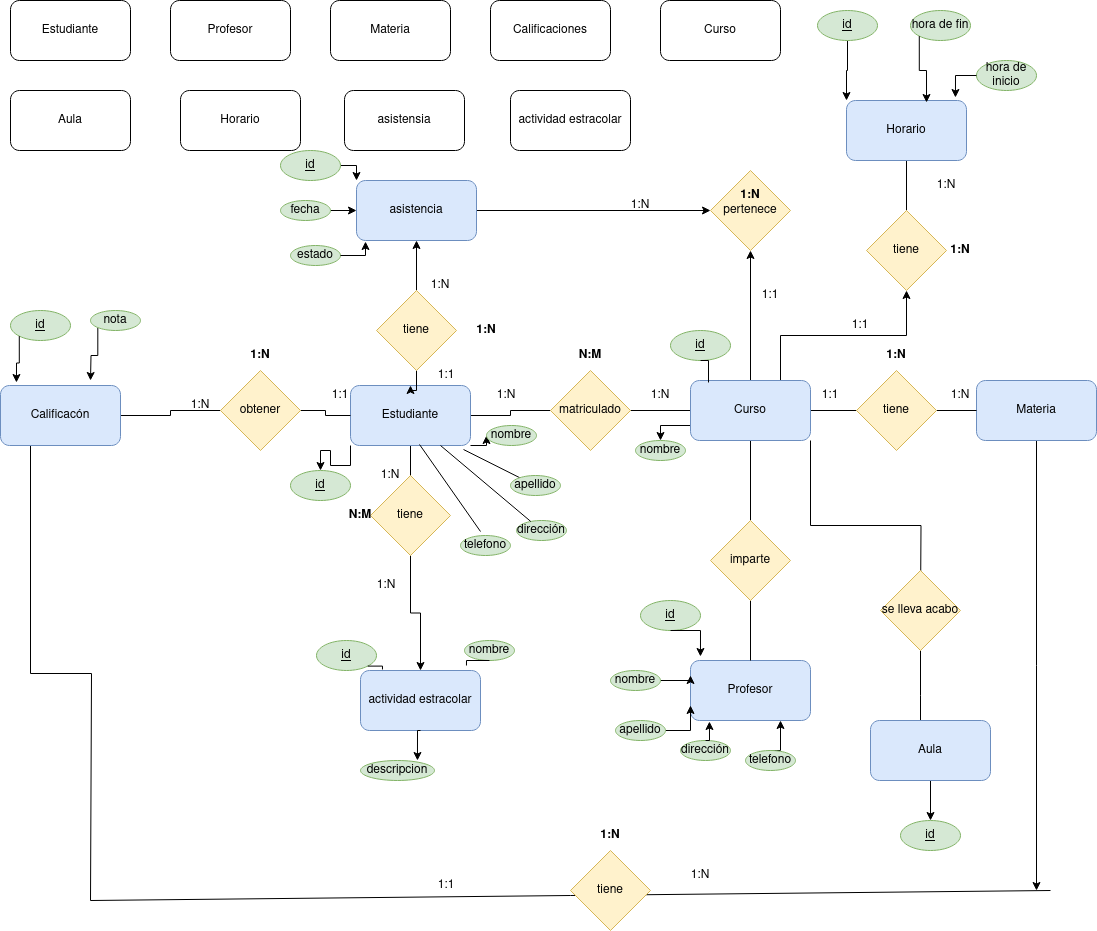 Estudiante
Profesor
Materia
Calificaciones
Curso
id
hora de fin
hora de
inicio
Aula
Horario
asistensia
actividad estracolar
Horario
id
fecha
estado
asistencia
1:N
1:N
pertenece
1:N
tiene
1:N
1:N
1:1
id
nota
tiene
1:N
1:1
1:N
1:1
id
N:M
1:N
Calificacón
1:N
obtener
1:1
Estudiante
1:N
matriculado
1:N
Curso
1:1
tiene
1:N
Materia
nombre
nombre
id
1:N
apellido
N:M
tiene
dirección
telefono
imparte
1:N
se lleva acabo
id
id
nombre
nombre
actividad estracolar
Profesor
apellido
dirección
telefono
Aula
descripcion
id
1:N
1:1
tiene
1:N